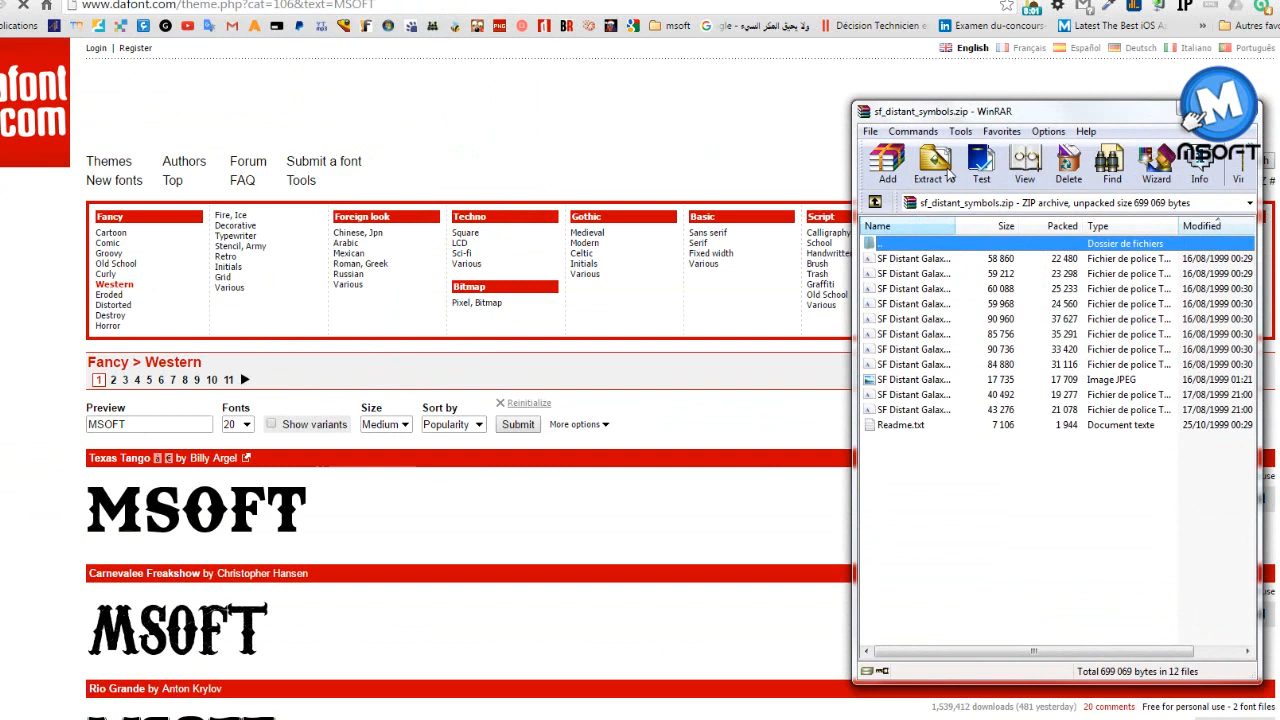 www.dafont.com/theme.php?cat=106&text=MSOFT
msoft
Google - ولا يحيق المكر السيء
Décision Technicien
Examen du concours
Latest The Best iOS A
Autres fav
Login | Register
English Français Español Deutsch Italiano Português
afont
com
Themes Authors Forum Submit a font
New fonts Top FAQ Tools
Fancy
Cartoon
Comic
Groovy
Old School
Curly
Western
Eroded
Distorted
Destroy
Horror
Fire, Ice
Decorative
Typewriter
Stencil, Army
Retro
Initials
Grid
Various
Foreign look
Chinese, Jpn
Arabic
Mexican
Roman, Greek
Russian
Various
Techno
Square
LCD
Sci-fi
Various
Bitmap
Pixel, Bitmap
Gothic
Medieval
Modern
Celtic
Initials
Various
Basic
Sans serif
Serif
Fixed width
Various
Script
Calligraphy
School
Handwritten
Brush
Trash
Graffiti
Old School
Various
Fancy > Western
1 2 3 4 5 6 7 8 9 10 11
Preview Fonts Size Sort by Reinitialize
MSOFT 20 Show variants Medium Popularity Submit More options
Texas Tango by Billy Argel
MSOFT
Carnevalee Freakshow by Christopher Hansen
MSOFT
Rio Grande by Anton Krylov
1,539,412 downloads (481 yesterday) 20 comments Free for personal use - 2 font files
sf_distant_symbols.zip - WinRAR
File Commands Tools Favorites Options Help
Add Extract To Test View Delete Find Wizard Info Vir
sf_distant_symbols.zip - ZIP archive, unpacked size 699 069 bytes
Name Size Packed Type Modified
.. Dossier de fichiers
SF Distant Galax... 58 860 22 480 Fichier de police T... 16/08/1999 00:29
SF Distant Galax... 59 212 23 298 Fichier de police T... 16/08/1999 00:29
SF Distant Galax... 60 088 25 233 Fichier de police T... 16/08/1999 00:30
SF Distant Galax... 59 968 24 560 Fichier de police T... 16/08/1999 00:30
SF Distant Galax... 90 960 37 627 Fichier de police T... 16/08/1999 00:30
SF Distant Galax... 85 756 35 291 Fichier de police T... 16/08/1999 00:30
SF Distant Galax... 90 736 33 420 Fichier de police T... 16/08/1999 00:30
SF Distant Galax... 84 880 31 116 Fichier de police T... 16/08/1999 00:30
SF Distant Galax... 17 735 17 709 Image JPEG 16/08/1999 01:21
SF Distant Galax... 40 492 19 277 Fichier de police T... 17/08/1999 21:00
SF Distant Galax... 43 276 21 078 Fichier de police T... 17/08/1999 21:00
Readme.txt 7 106 1 944 Document texte 25/10/1999 00:29
Total 699 069 bytes in 12 files
M
MSOFT